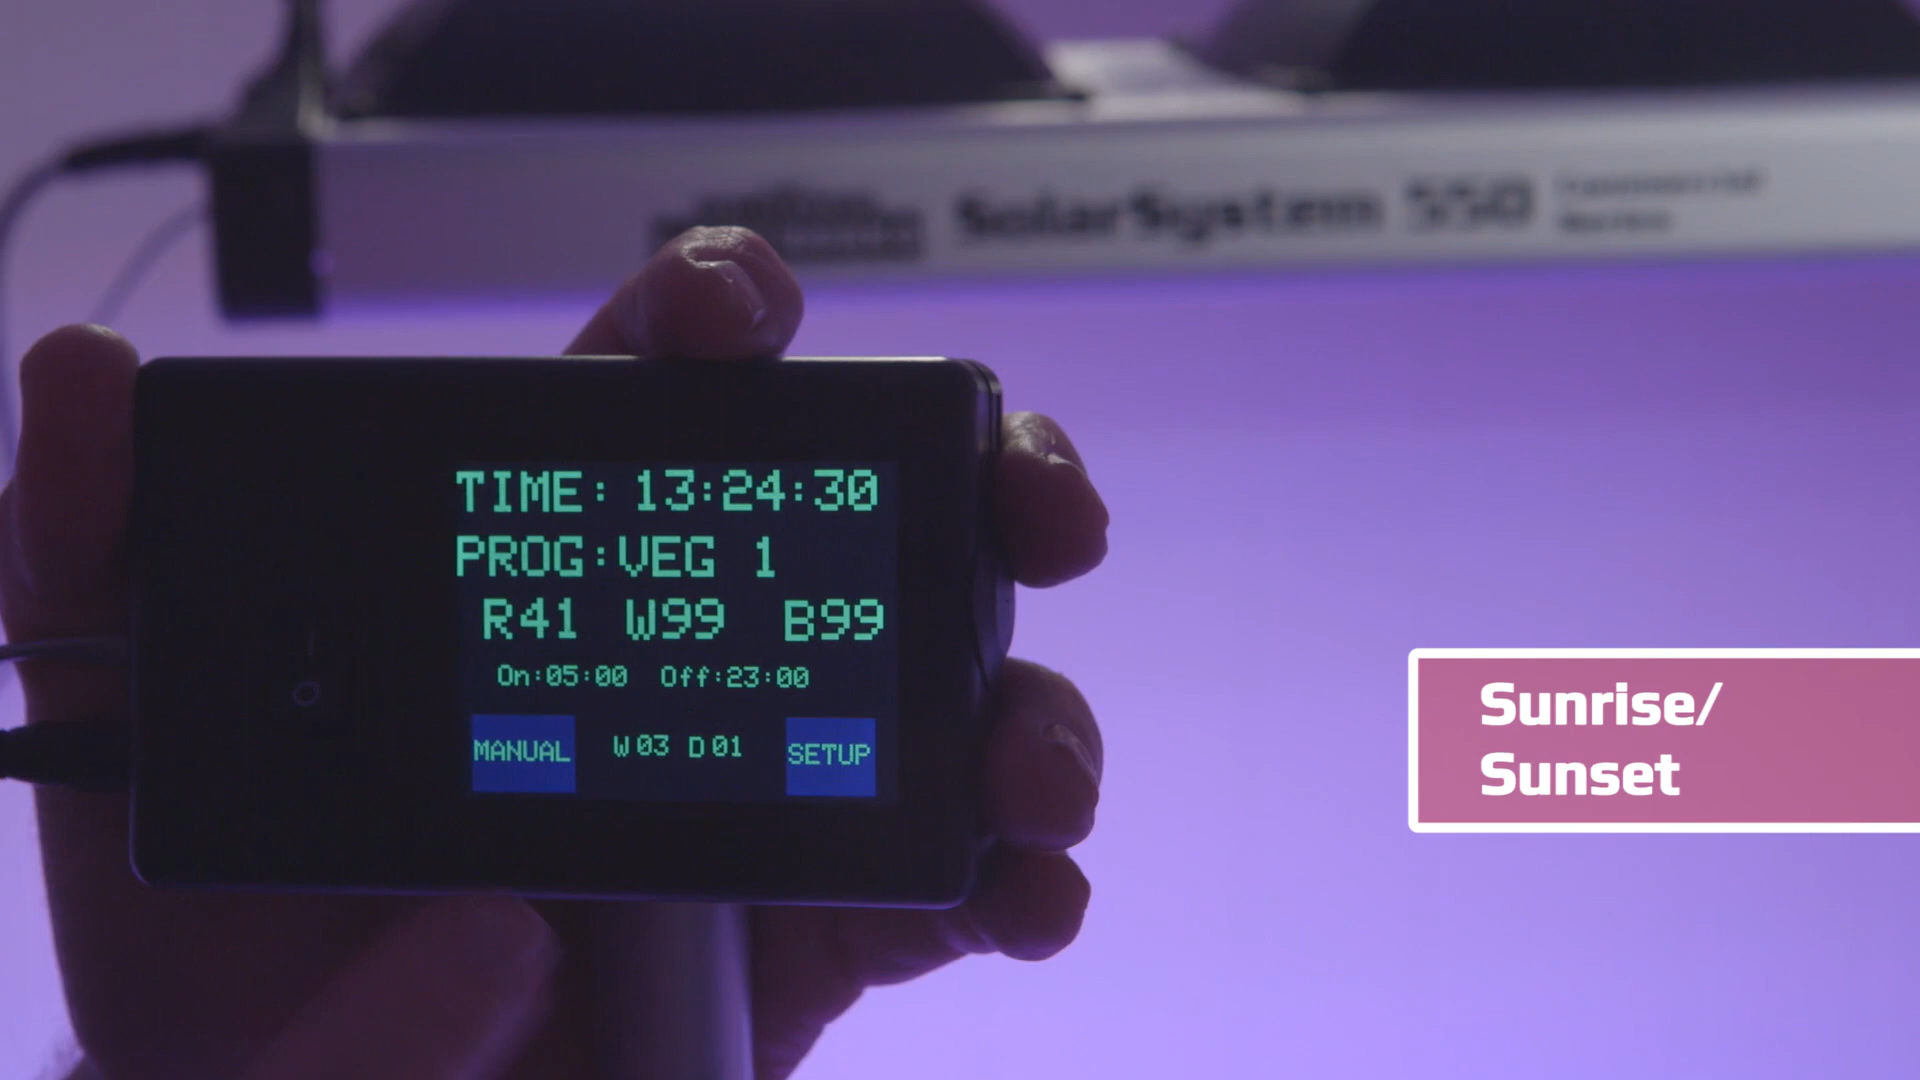 SolarSystem 550
TIME: 13:24:30
PROG:VEG 1
R41 W99 B99
On:05:00 Off:23:00
MANUAL W03 D01 SETUP
Sunrise/
Sunset